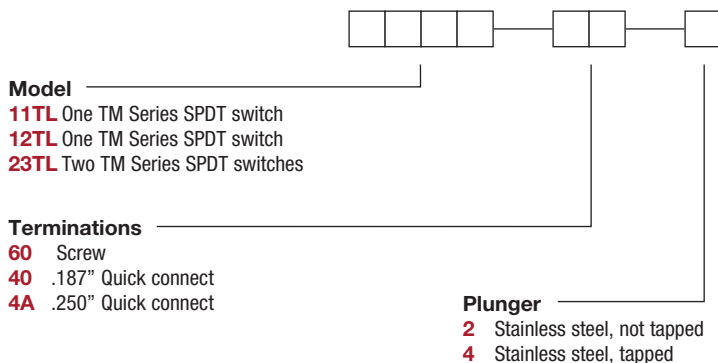 Model
11TL One TM Series SPDT switch
12TL One TM Series SPDT switch
23TL Two TM Series SPDT switches
Terminations
60 Screw
40 .187” Quick connect
4A .250” Quick connect
Plunger
2 Stainless steel, not tapped
4 Stainless steel, tapped